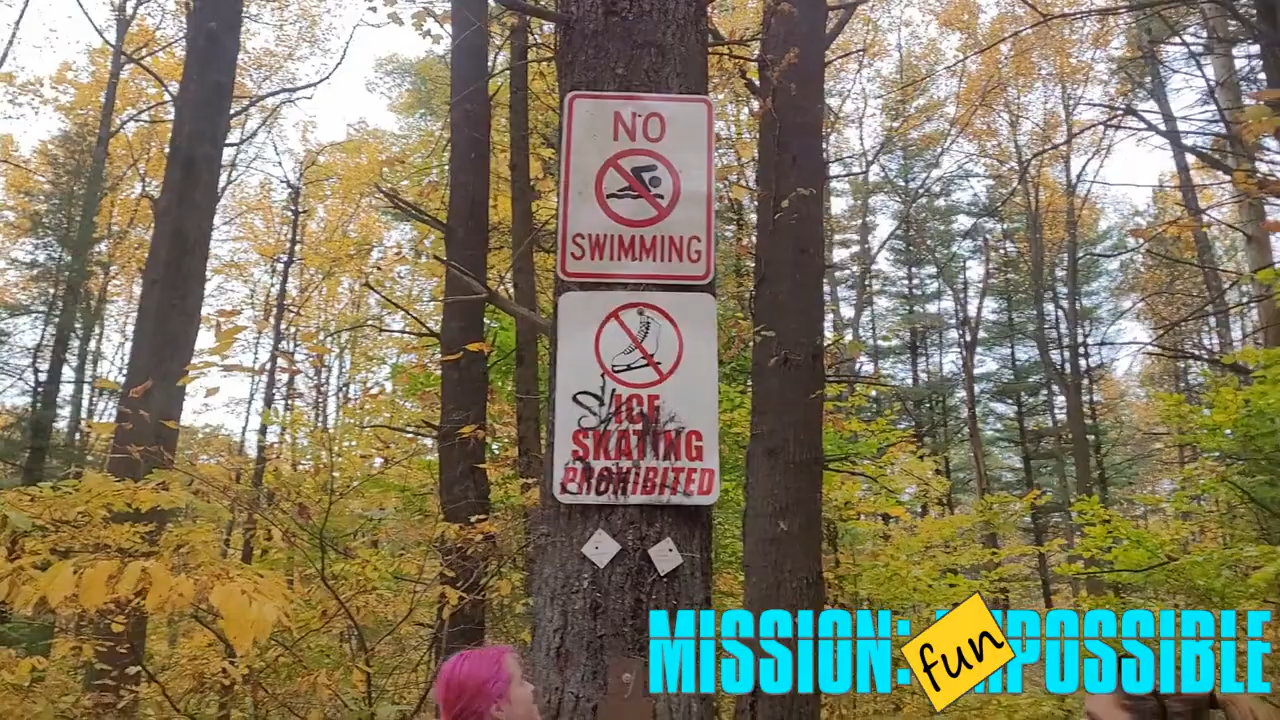 NO
SWIMMING
ICE
SKATING
PROHIBITED
MISSION: fun POSSIBLE